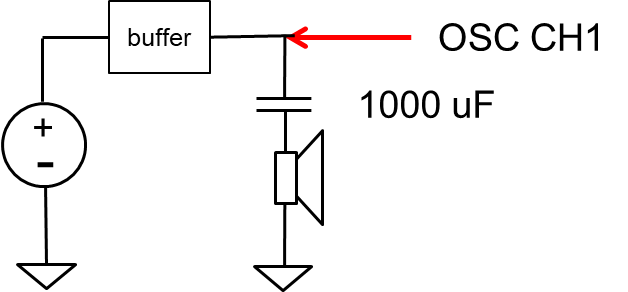 buffer
OSC CH1
1000 uF
+
-